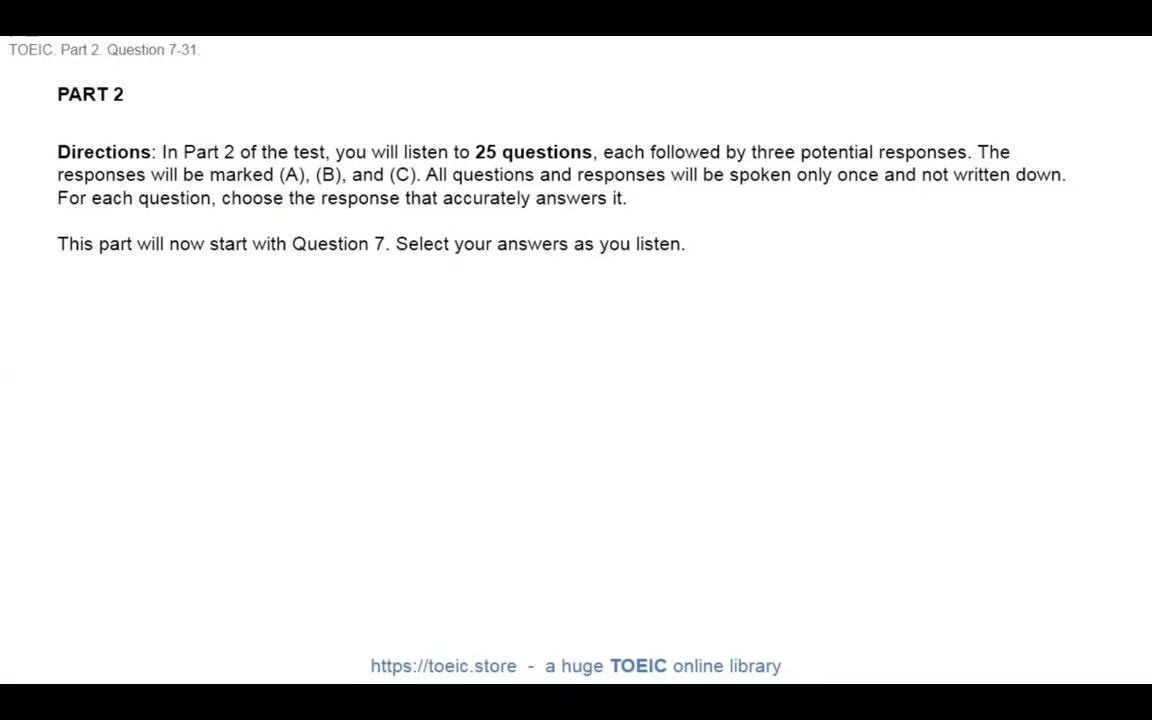 TOEIC. Part 2. Question 7-31.
PART 2
Directions: In Part 2 of the test, you will listen to 25 questions, each followed by three potential responses. The
responses will be marked (A), (B), and (C). All questions and responses will be spoken only once and not written down.
For each question, choose the response that accurately answers it.
This part will now start with Question 7. Select your answers as you listen.
https://toeic.store - a huge TOEIC online library